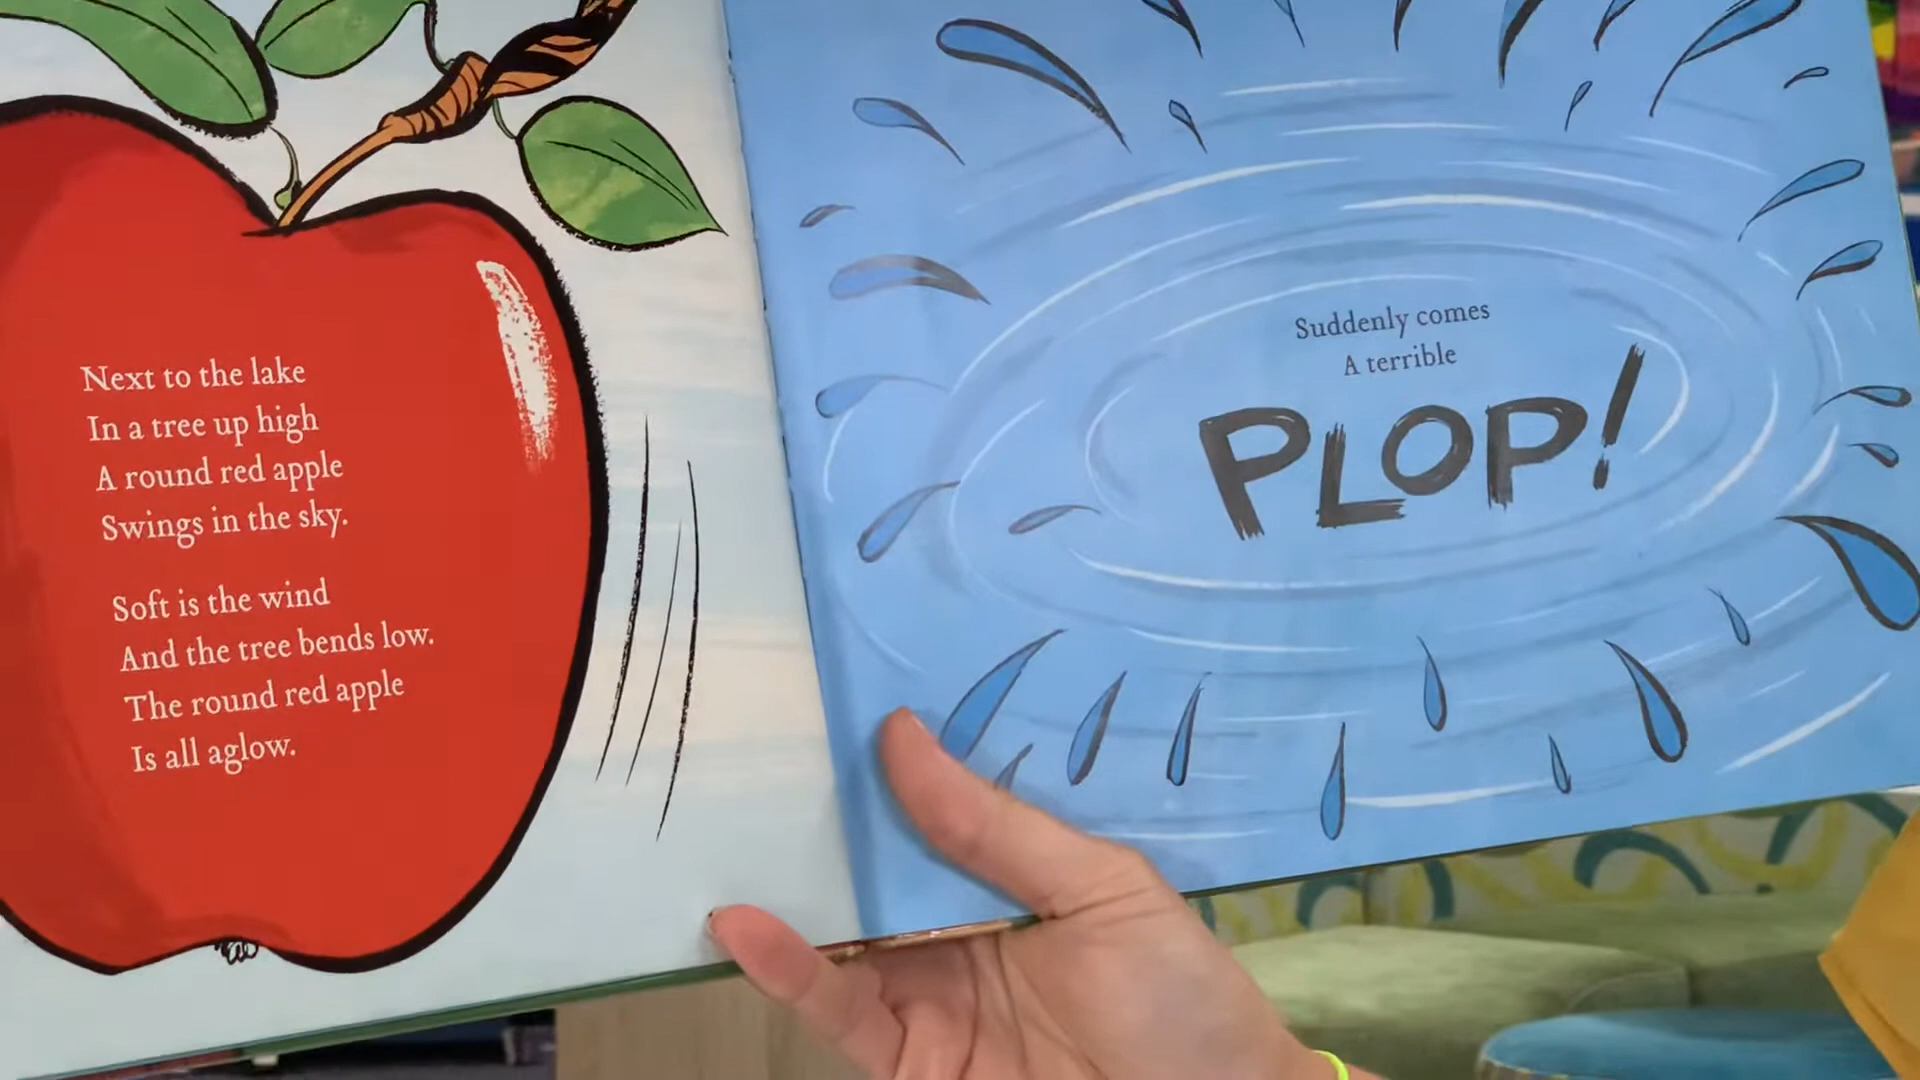 Next to the lake
In a tree up high
A round red apple
Swings in the sky.
Soft is the wind
And the tree bends low.
The round red apple
Is all aglow.
Suddenly comes
A terrible
PLOP!